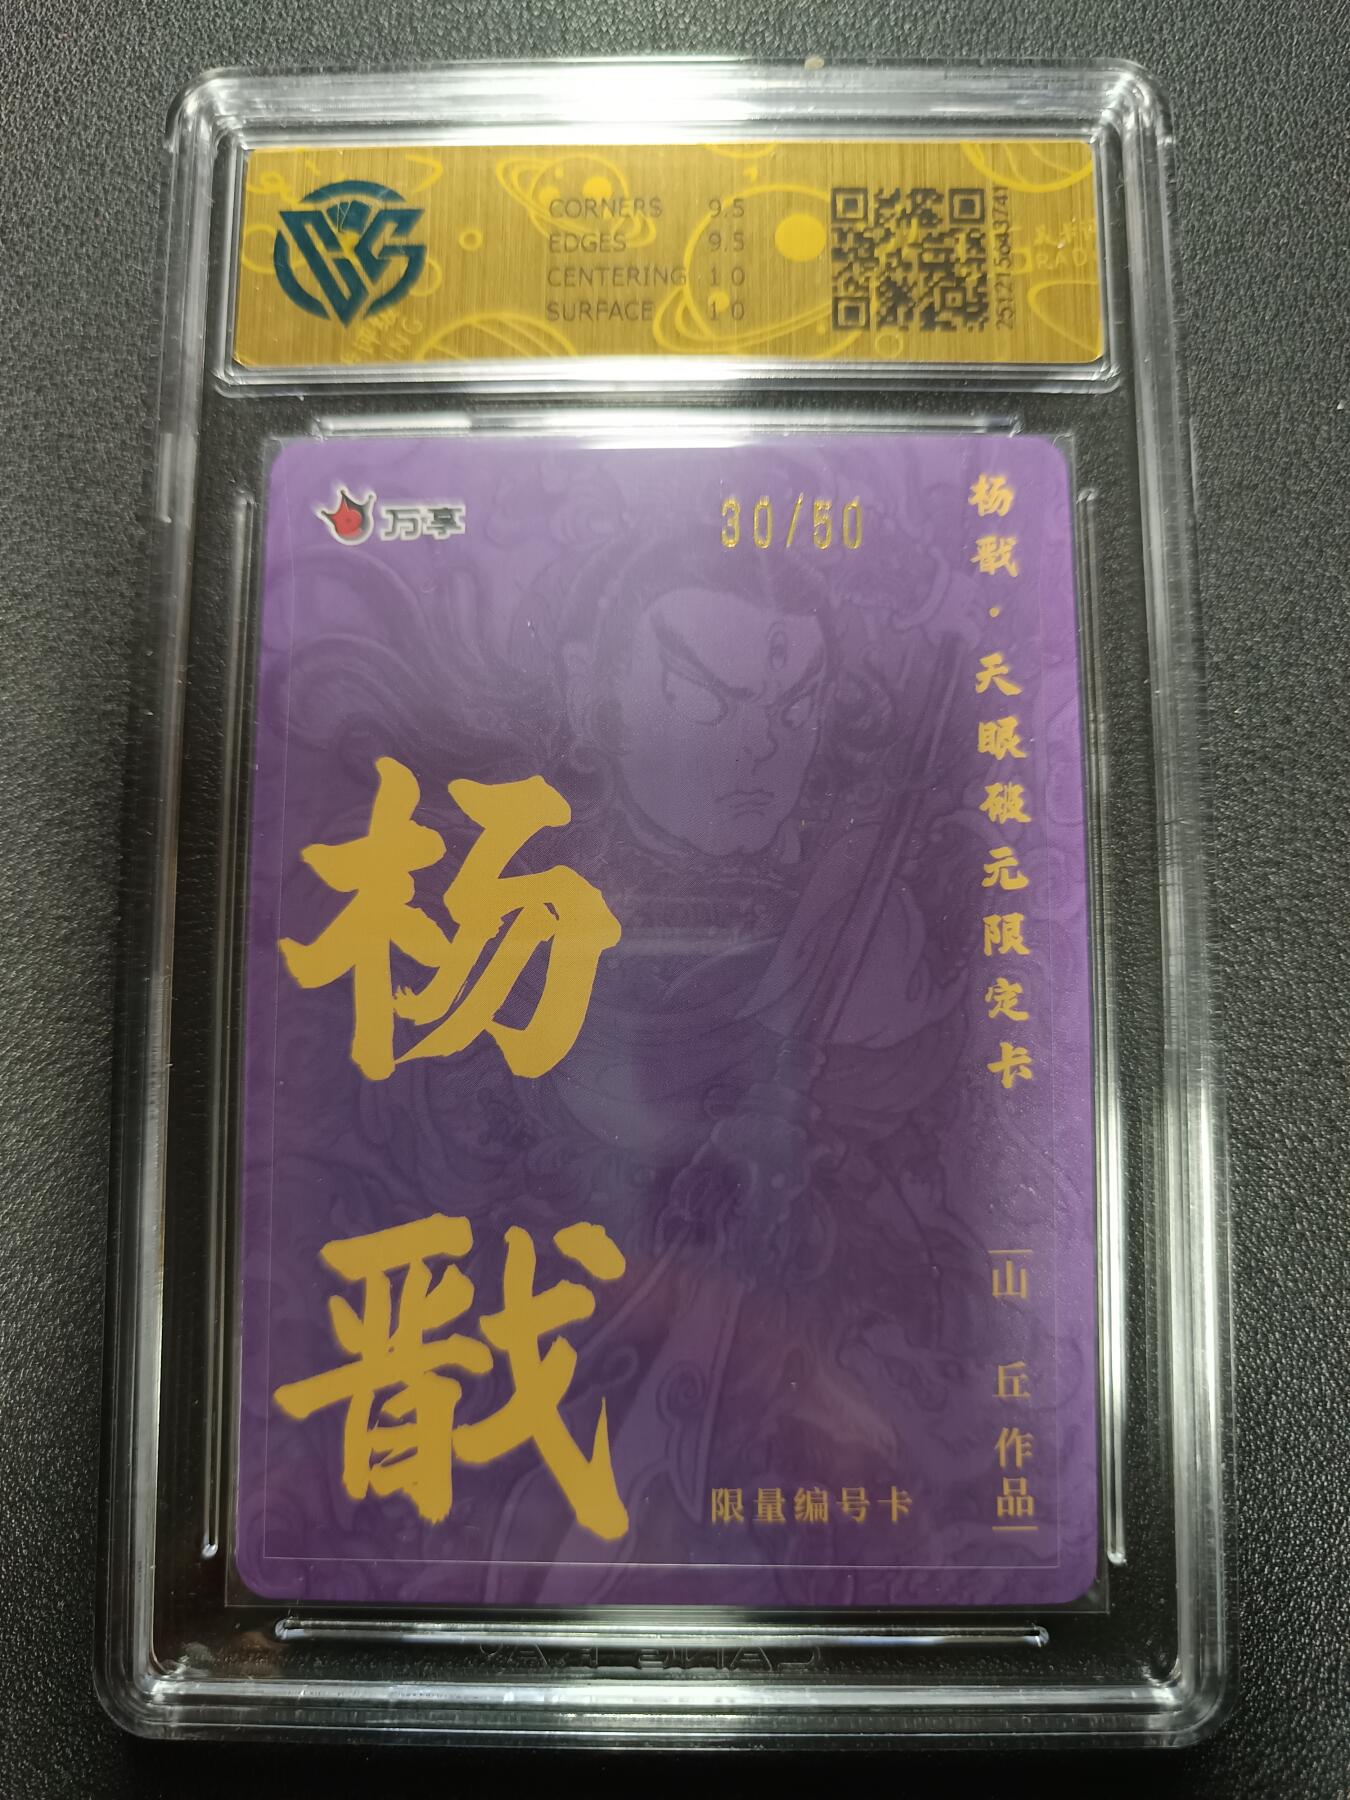 CORNERS 9.5
EDGES 9.5
CENTERING 10
SURFACE 10
251215643741
万享
30/50
杨戬·天眼破元限定卡
杨戬
山丘作品
限量编号卡